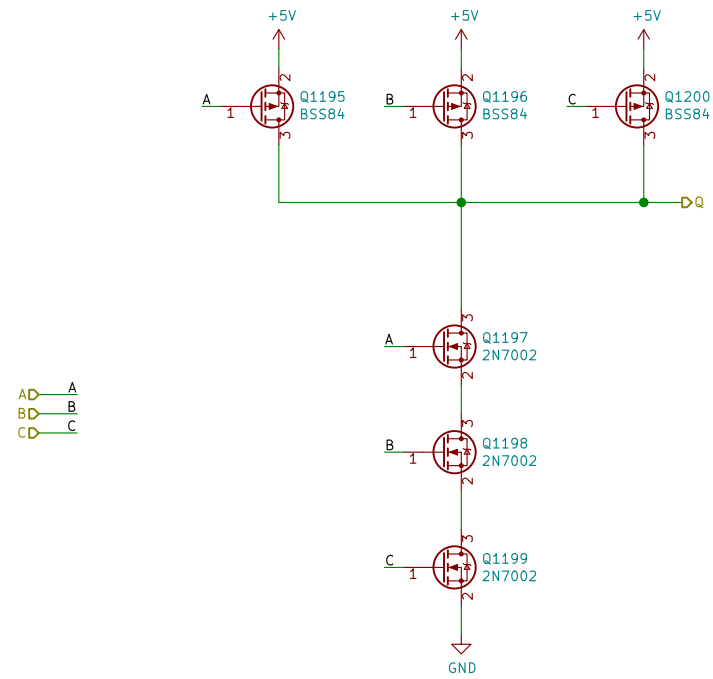 +5V +5V +5V
2 2 2
A 1 Q1195 B 1 Q1196 C 1 Q1200
BSS84 BSS84 BSS84
3 3 3
Q
3
A 1 Q1197
2N7002
2
A A
B B
C C
3
B 1 Q1198
2N7002
2
3
C 1 Q1199
2N7002
2
GND